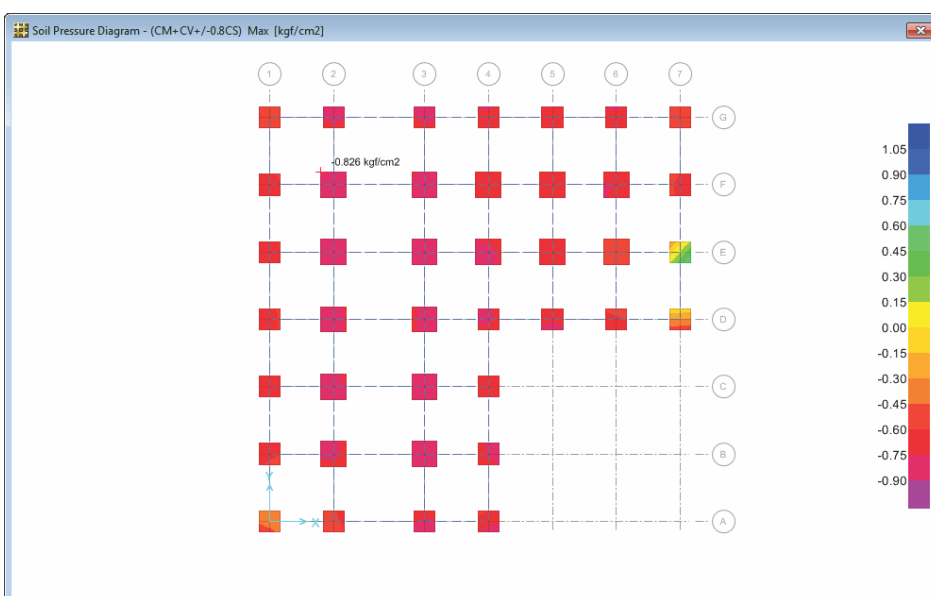 Soil Pressure Diagram - (CM+CV+/-0.8CS) Max [kgf/cm2]
1 2 3 4 5 6 7
G
1.05
-0.826 kgf/cm2
0.90
F
0.75
0.60
E
0.45
0.30
0.15
D
0.00
-0.15
-0.30
C
-0.45
-0.60
B
-0.75
Y
-0.90
X
A